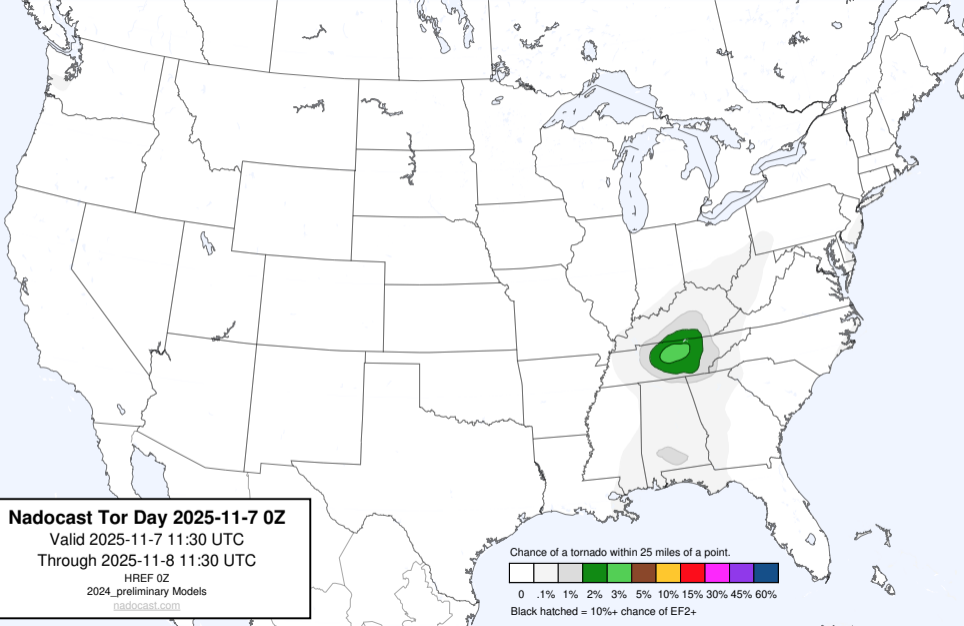 Nadocast Tor Day 2025-11-7 0Z
Valid 2025-11-7 11:30 UTC
Through 2025-11-8 11:30 UTC
HREF 0Z
2024_preliminary Models
nadocast.com
Chance of a tornado within 25 miles of a point.
0 .1% 1% 2% 3% 5% 10% 15% 30% 45% 60%
Black hatched = 10%+ chance of EF2+